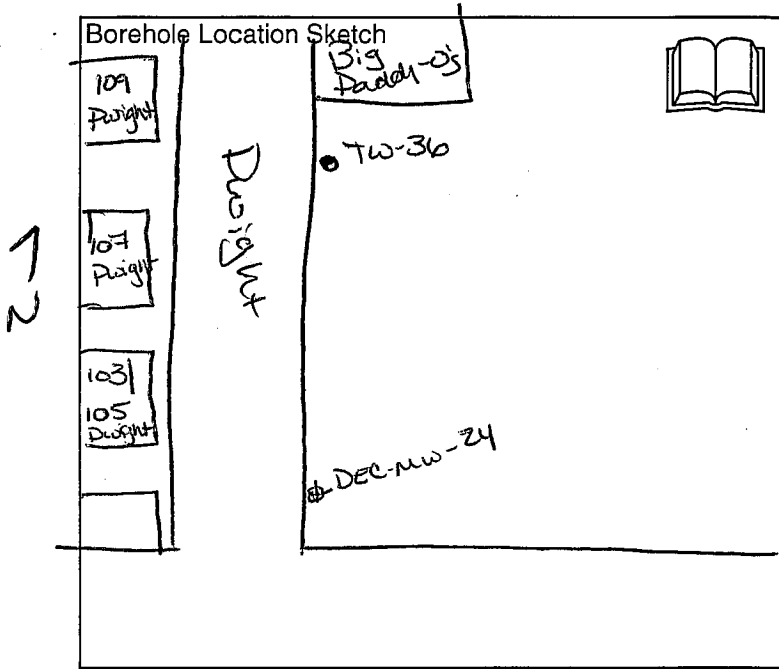 Borehole Location Sketch
Big
Daddy-O's
109
Dwight
TW-36
Dwight
107
Dwight
N
103/
105
Dwight
DEC-MW-24